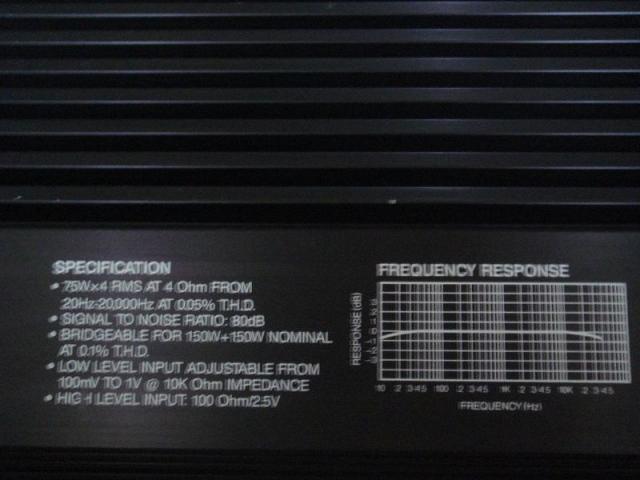 SPECIFICATION
• 75W×4 RMS AT 4 Ohm FROM
20Hz-20,000Hz AT 0.05% T.H.D.
• SIGNAL TO NOISE RATIO: 80dB
• BRIDGEABLE FOR 150W+150W NOMINAL
AT 0.1% T.H.D.
• LOW LEVEL INPUT ADJUSTABLE FROM
100mV TO 1V @ 10K Ohm IMPEDANCE
• HIGH LEVEL INPUT: 100 Ohm/2.5V
FREQUENCY RESPONSE
RESPONSE (dB)
10 2 3 4 5 100 2 3 4 5 1K 2 3 4 5 10K 2 3 4 5
FREQUENCY (Hz)